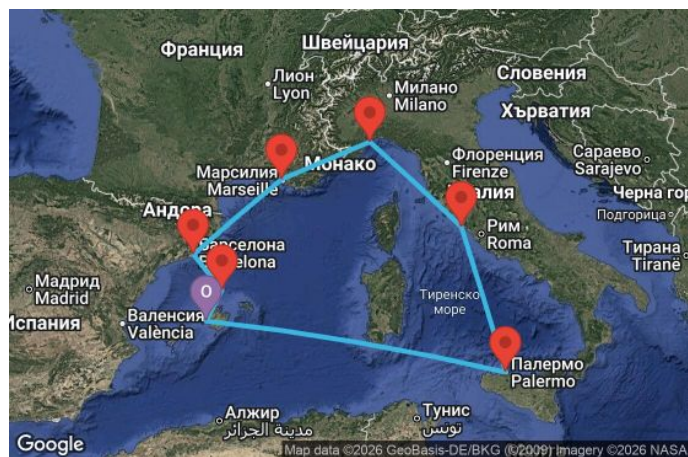 Франция
Швейцария
Лион
Lyon
Милано
Milano
Словения
Хърватия
Марсилия
Marseille
Монако
Флоренция
Firenze
Сараево
Sarajevo
Андора
Черна гор
Подгорица
Рим
Roma
Тирана
Tiranë
Барселона
Мадрид
Madrid
Тиренско
море
Валенсия
València
Испания
O
Палермо
Palermo
Алжир
مدينة الجزائر
Тунис
تونس
Google
Map data ©2026 GeoBasis-DE/BKG (©2009) Imagery ©2026 NASA